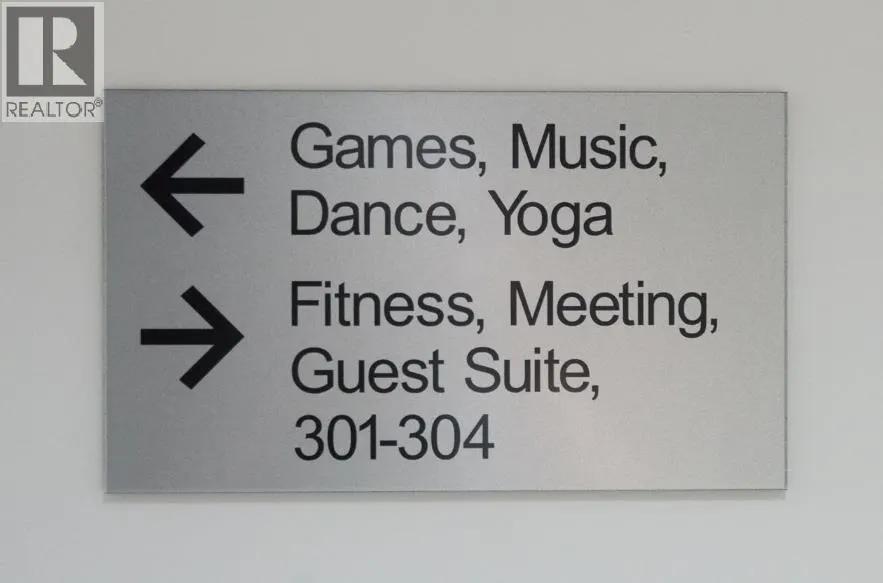 REALTOR®
Games, Music,
Dance, Yoga
Fitness, Meeting,
Guest Suite,
301-304